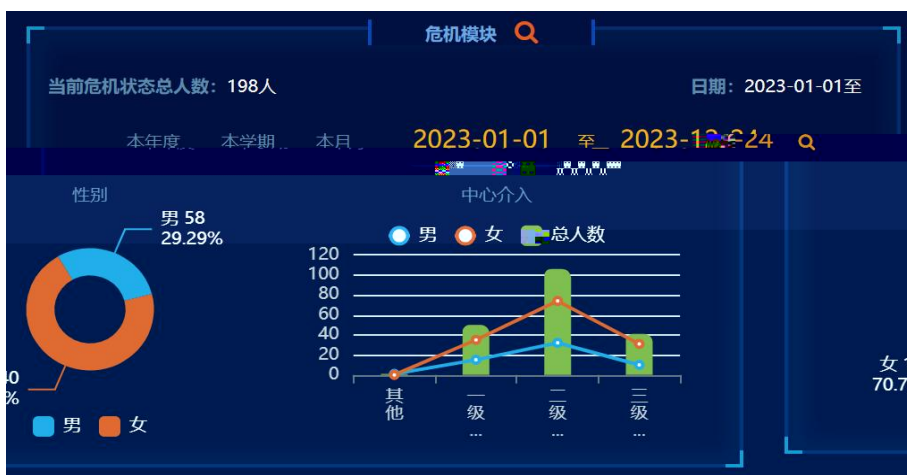 危机模块
当前危机状态总人数：198人
日期：2023-01-01至
本年度 本学期 本月 2023-01-01 至
性别
中心介入
男 58
29.29%
男 女 总人数
120
100
80
60
40
20
0
其他
一级...
二级...
三级...
女
70.7
男 女